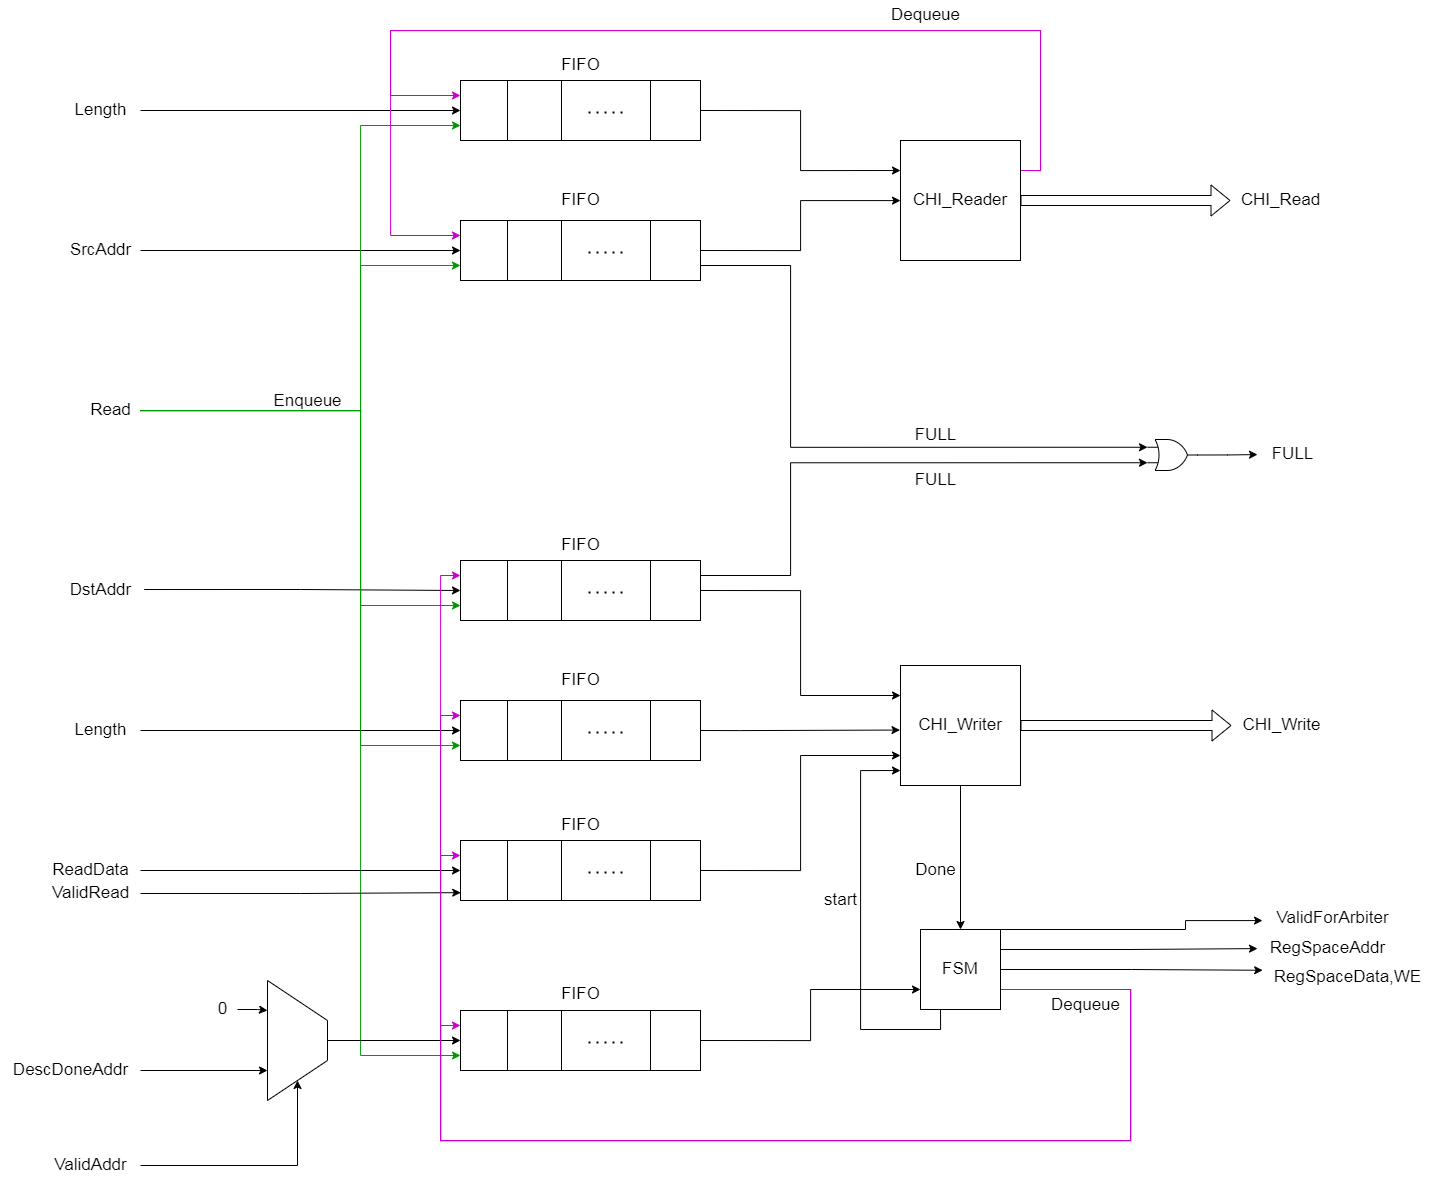 Dequeue
FIFO
Length
.....
CHI_Reader
CHI_Read
FIFO
SrcAddr
.....
Read
Enqueue
FULL
FULL
FULL
FIFO
DstAddr
.....
FIFO
Length
.....
CHI_Writer
CHI_Write
FIFO
ReadData
ValidRead
.....
Done
start
ValidForArbiter
RegSpaceAddr
FSM
RegSpaceData,WE
FIFO
Dequeue
0
.....
DescDoneAddr
ValidAddr